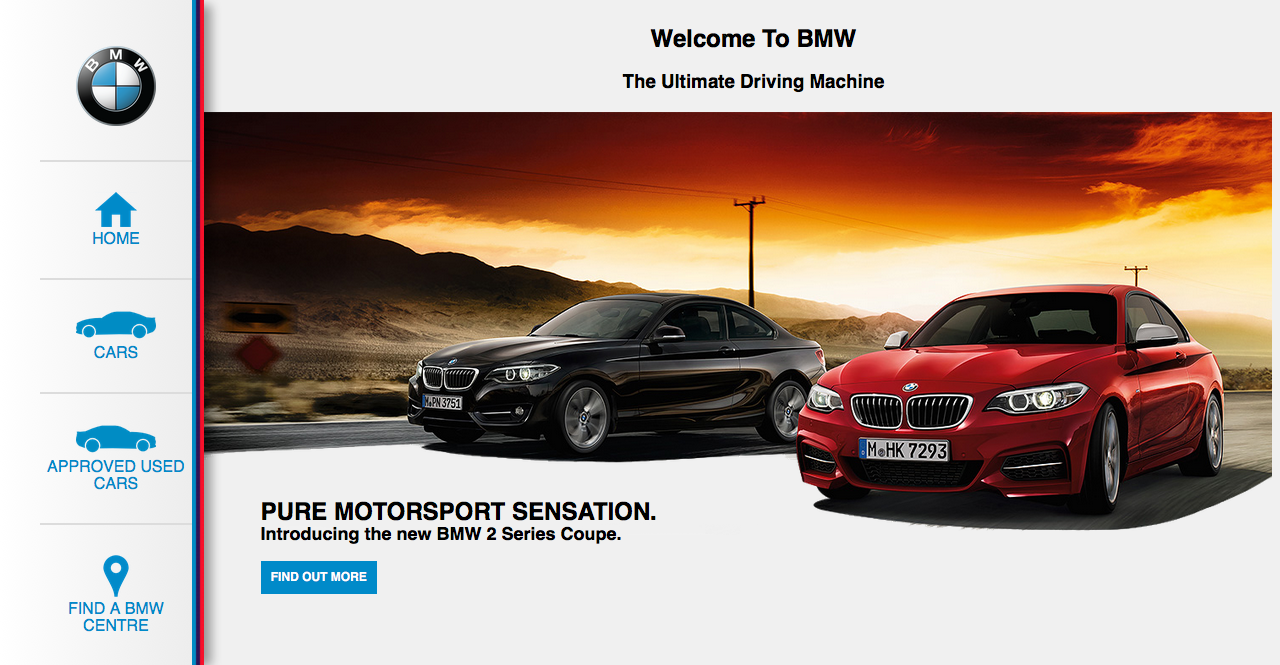 BMW
HOME
CARS
APPROVED USED
CARS
FIND A BMW
CENTRE
Welcome To BMW
The Ultimate Driving Machine
M PN 3751
M HK 7293
PURE MOTORSPORT SENSATION.
Introducing the new BMW 2 Series Coupe.
FIND OUT MORE